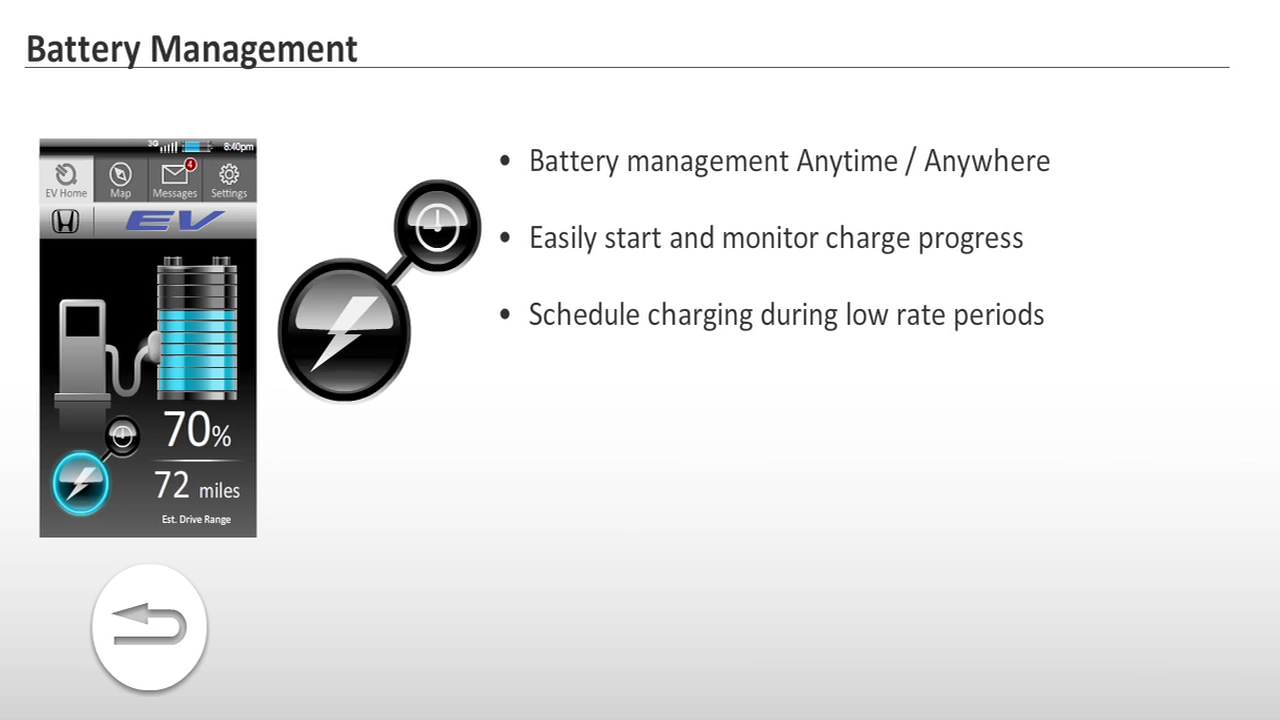 Battery Management
3G 8:40pm
4
EV Home Map Messages Settings
EV
70%
72 miles
Est. Drive Range
• Battery management Anytime / Anywhere
• Easily start and monitor charge progress
• Schedule charging during low rate periods